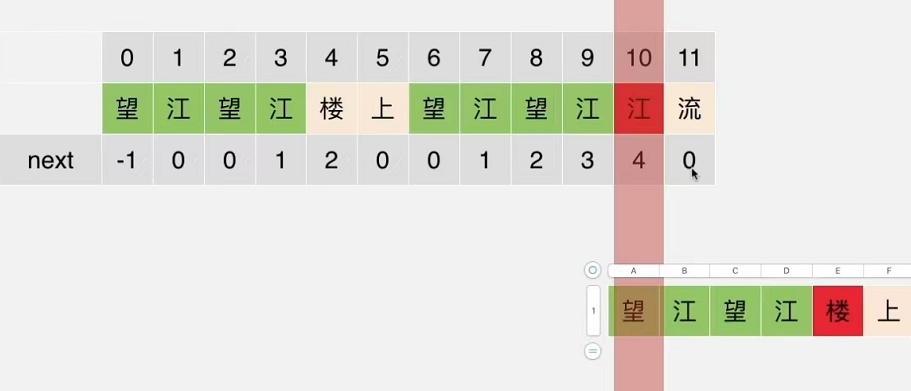 0 1 2 3 4 5 6 7 8 9 10 11
望 江 望 江 楼 上 望 江 望 江 江 流
next -1 0 0 1 2 0 0 1 2 3 4 0
A B C D E F
1 望 江 望 江 楼 上